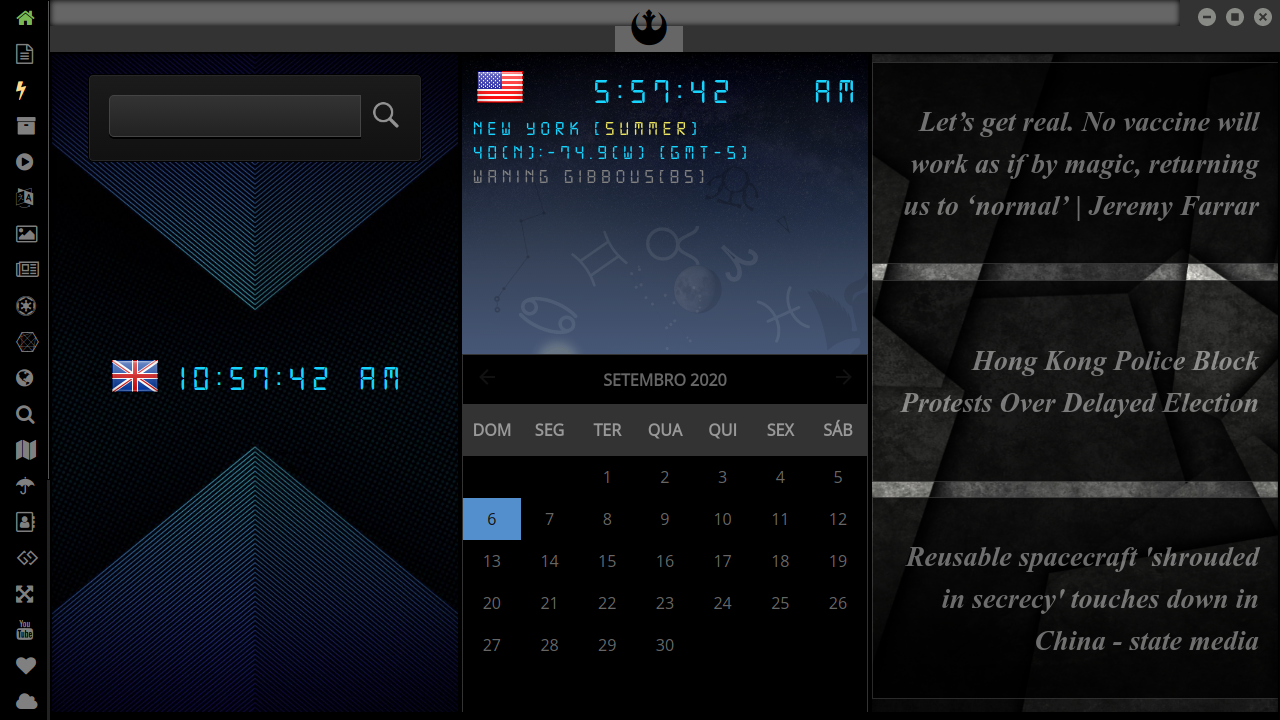 5:57:42 AM
NEW YORK [SUMMER]
40(N):-74.9(W) [GMT-5]
WANING GIBBOUS[85]
10:57:42 AM
SETEMBRO 2020
DOM SEG TER QUA QUI SEX SÁB
1 2 3 4 5
6 7 8 9 10 11 12
13 14 15 16 17 18 19
20 21 22 23 24 25 26
27 28 29 30
Let’s get real. No vaccine will
work as if by magic, returning
us to ‘normal’ | Jeremy Farrar
Hong Kong Police Block
Protests Over Delayed Election
Reusable spacecraft 'shrouded
in secrecy' touches down in
China - state media
You
Tube